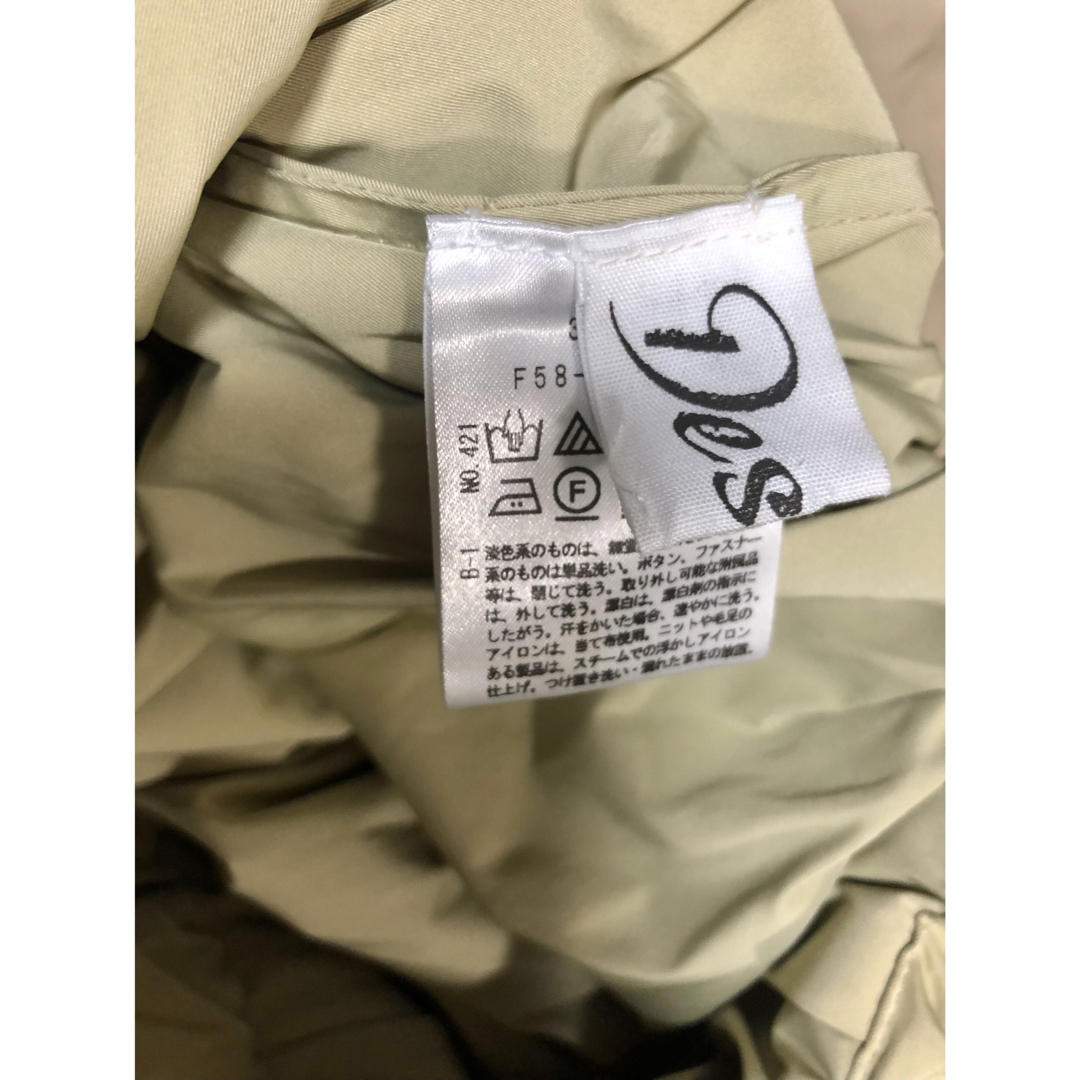 3
F58-
NO.421
F
B-1
淡色系のものは、
系のものは単品洗い。ボタン、ファスナー
等は、閉じて洗う。取り外し可能な附属品
は、外して洗う。漂白は、漂白剤の指示に
したがう。汗をかいた場合、速やかに洗う。
アイロンは、当て布使用。ニットや毛足の
ある製品は、スチームでの浮かしアイロン
仕上げ。つけ置き洗い・濡れたままの放置。